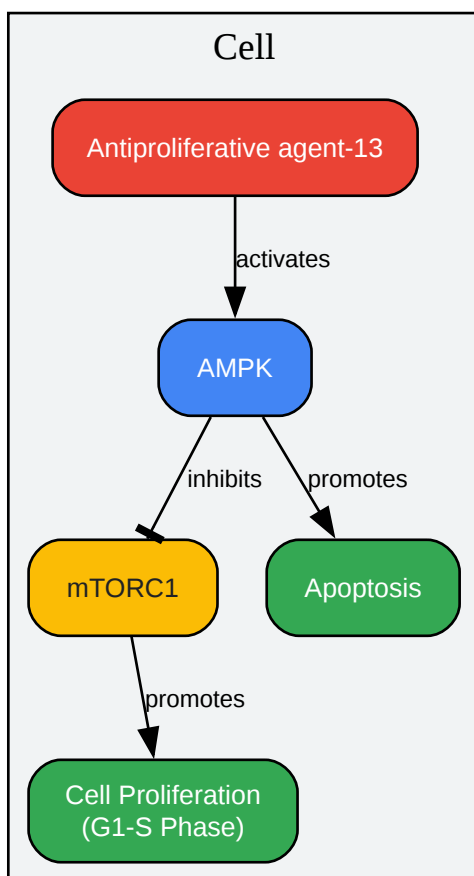 Cell
Antiproliferative agent-13
activates
AMPK
inhibits
promotes
mTORC1
Apoptosis
promotes
Cell Proliferation
(G1-S Phase)